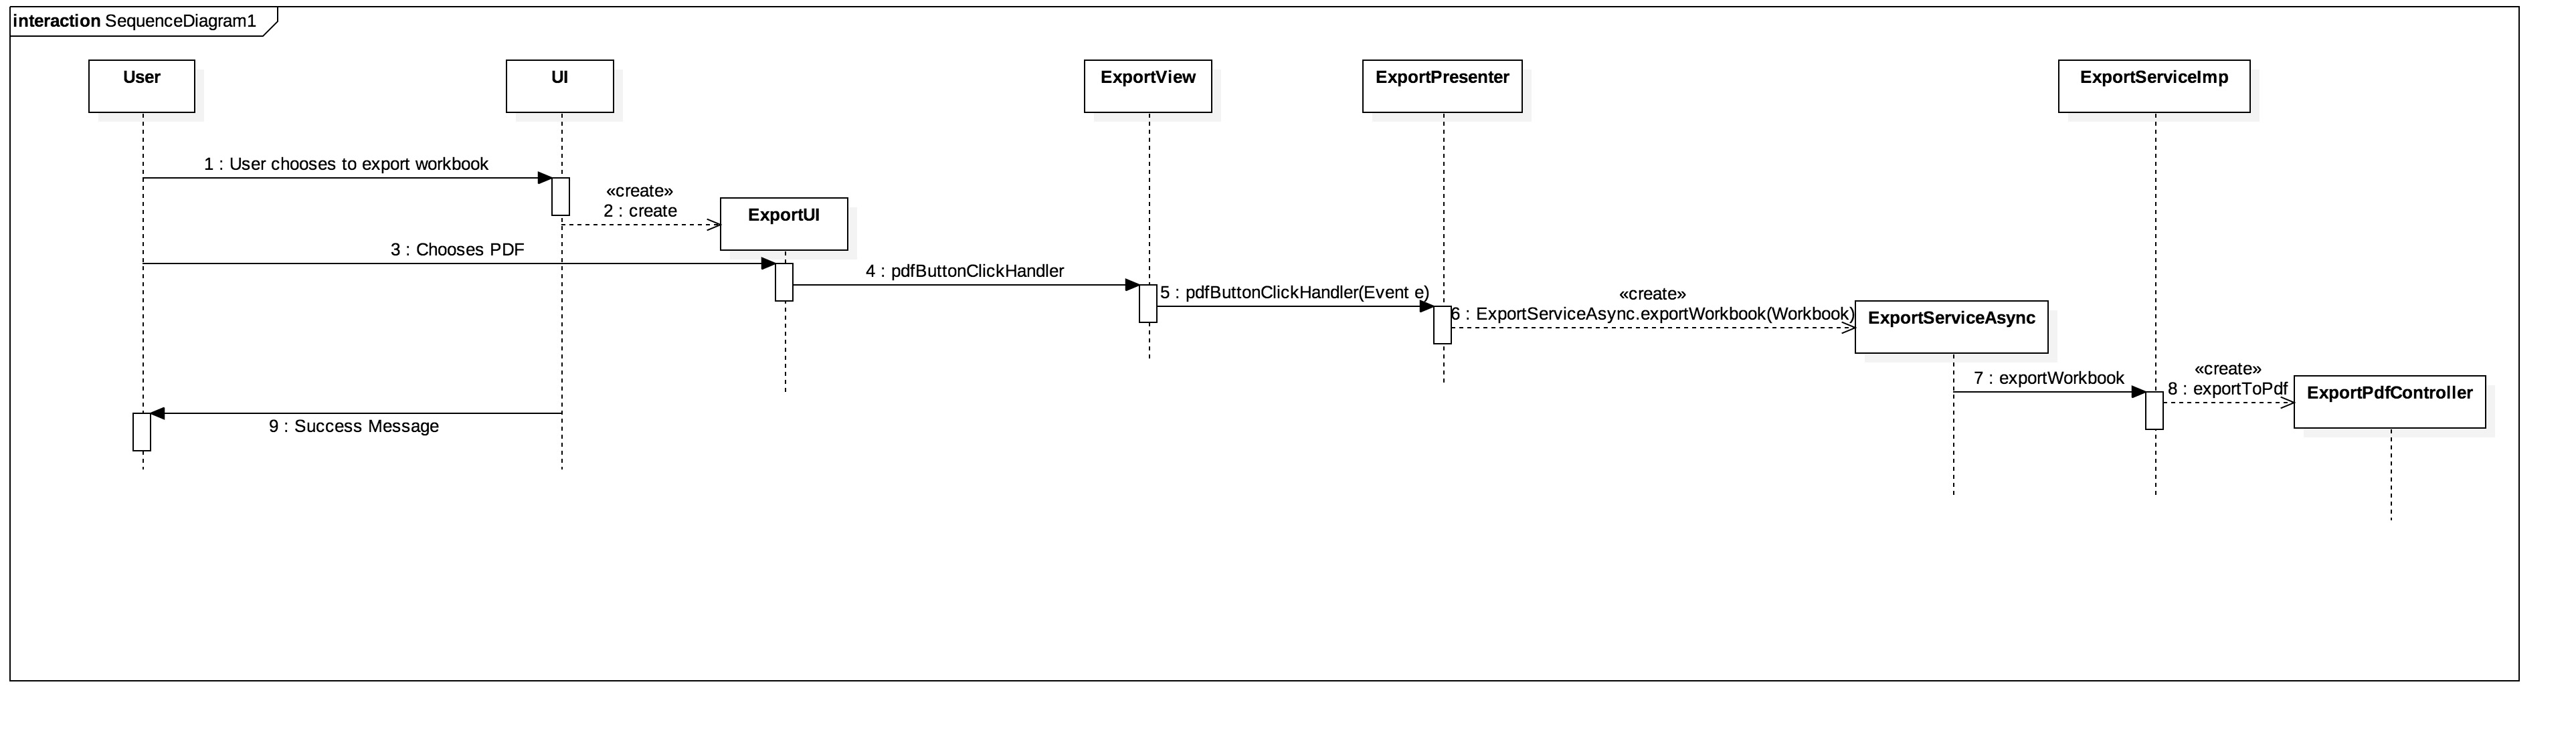 interaction SequenceDiagram1
User
UI
ExportView
ExportPresenter
ExportServiceImp
1 : User chooses to export workbook
«create»
2 : create
ExportUI
3 : Chooses PDF
4 : pdfButtonClickHandler
5 : pdfButtonClickHandler(Event e)
«create»
6 : ExportServiceAsync.exportWorkbook(Workbook)
ExportServiceAsync
7 : exportWorkbook
«create»
8 : exportToPdf
ExportPdfController
9 : Success Message